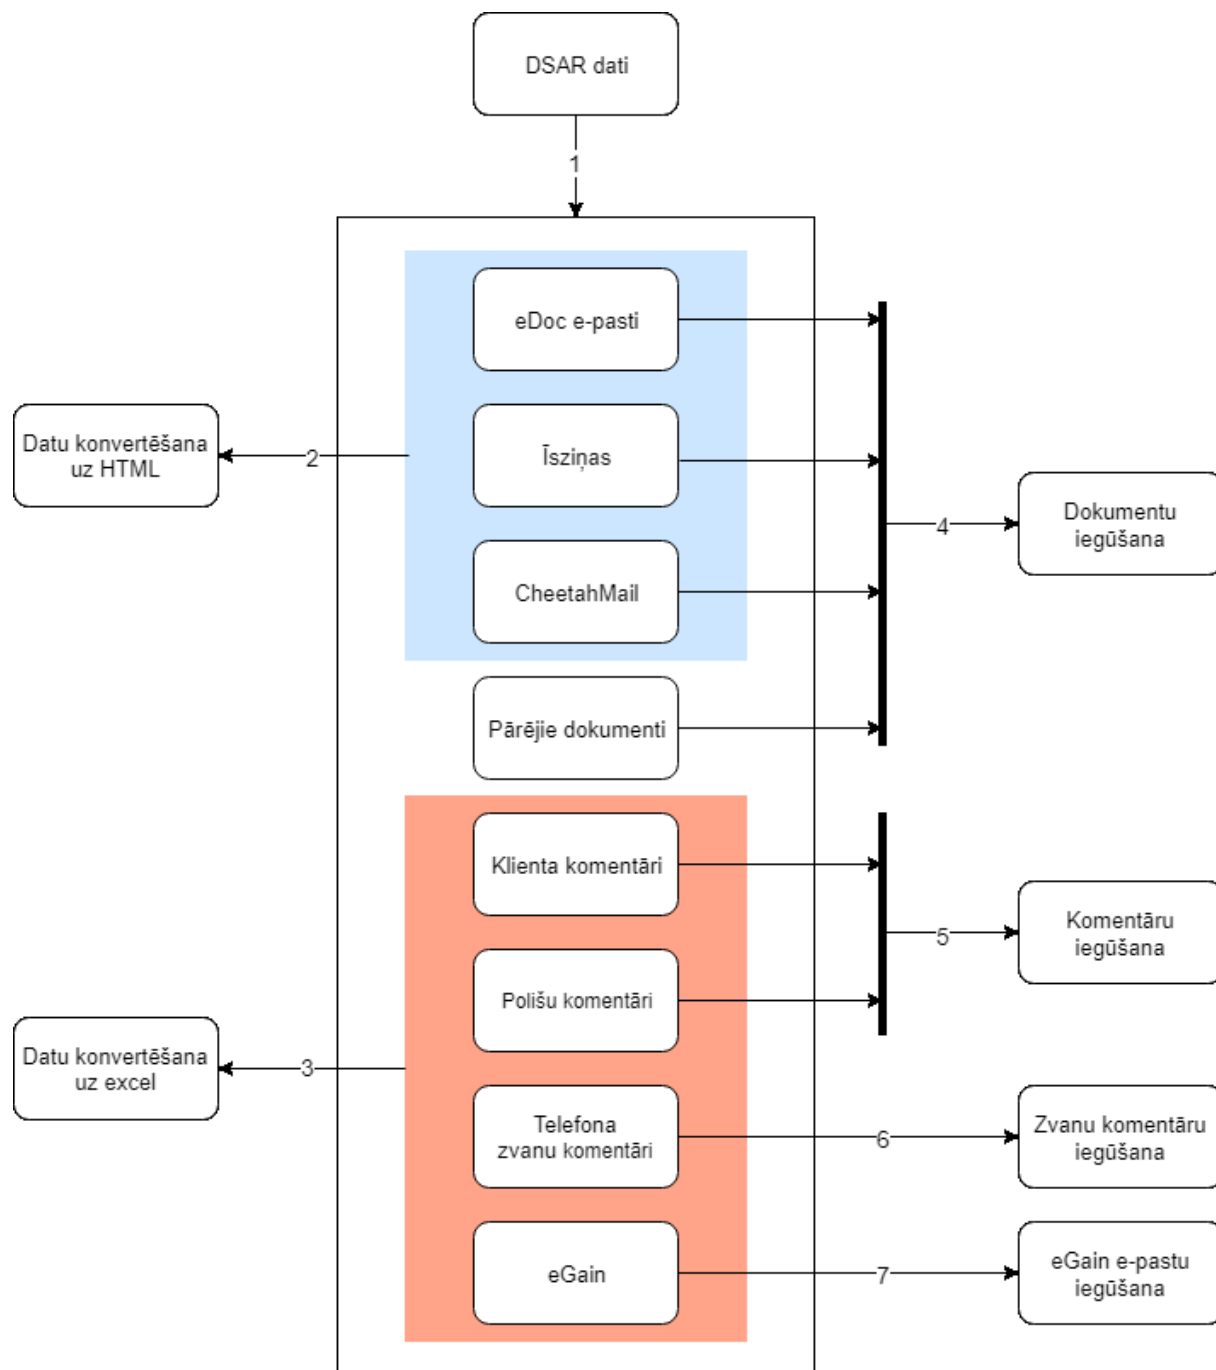 DSAR dati
1
eDoc e-pasti
Datu konvertēšana
uz HTML
2
Īsziņas
4
Dokumentu
iegūšana
CheetahMail
Pārējie dokumenti
Klienta komentāri
5
Komentāru
iegūšana
Polišu komentāri
Datu konvertēšana
uz excel
3
Telefona
zvanu komentāri
6
Zvanu komentāru
iegūšana
eGain
7
eGain e-pastu
iegūšana